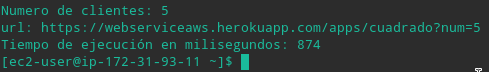 Numero de clientes: 5
url: https://webserviceaws.herokuapp.com/apps/cuadrado?num=5
Tiempo de ejecución en milisegundos: 874
[ec2-user@ip-172-31-93-11 ~]$